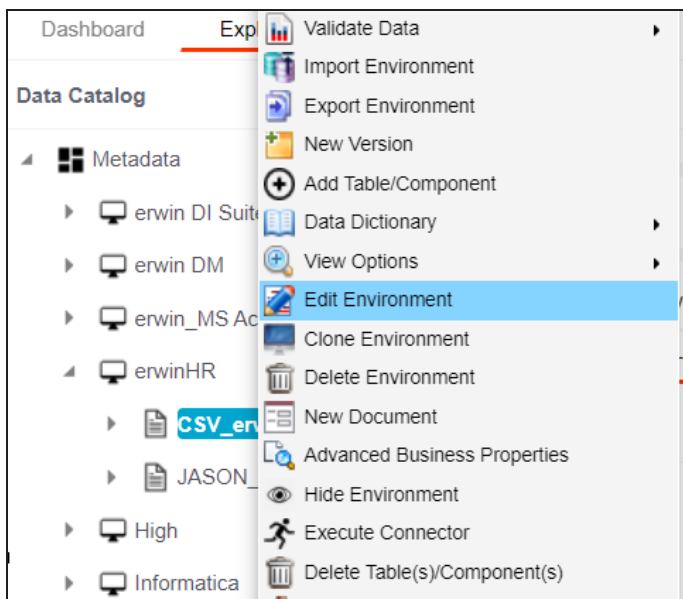 Dashboard
Exp
Data Catalog
Metadata
erwin DI Suite
erwin DM
erwin_MS Ac
erwinHR
CSV_erw
JASON_
High
Informatica
Validate Data
Import Environment
Export Environment
New Version
Add Table/Component
Data Dictionary
View Options
Edit Environment
Clone Environment
Delete Environment
New Document
Advanced Business Properties
Hide Environment
Execute Connector
Delete Table(s)/Component(s)